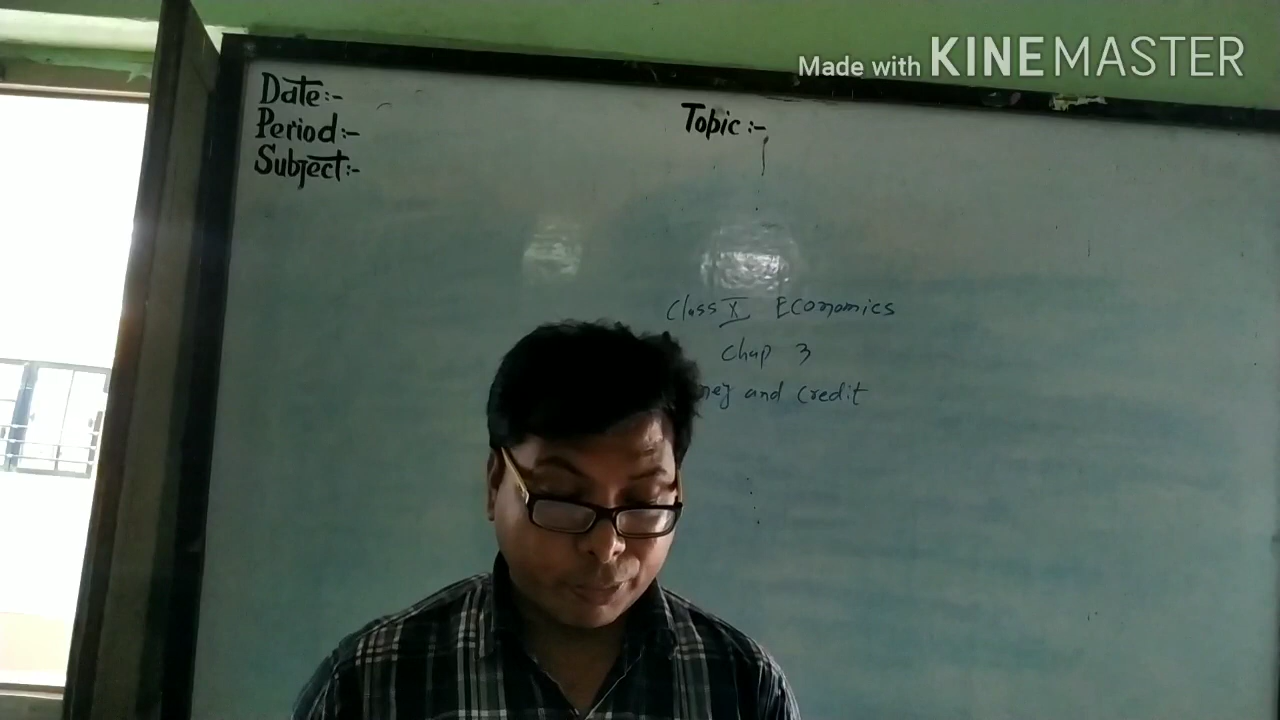 Made with KINEMASTER
Date:-
Period:-
Subject:-
Topic:-
Class X Economics
Chap 3
and credit